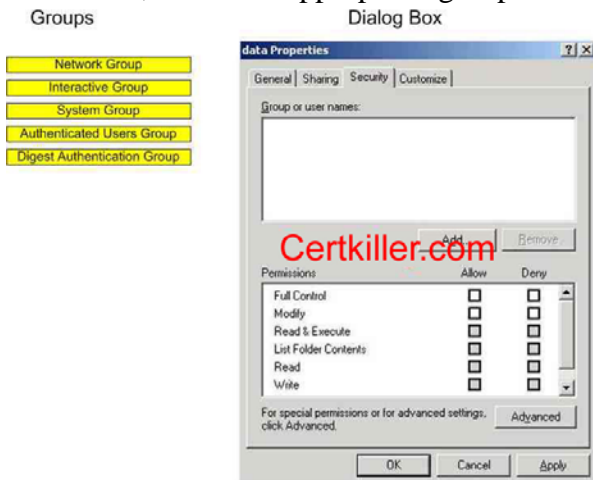 Groups
Dialog Box
Network Group
Interactive Group
System Group
Authenticated Users Group
Digest Authentication Group
data Properties
General Sharing Security Customize
Group or user names:
Add... Remove
Certkiller.com
Permissions Allow Deny
Full Control
Modify
Read & Execute
List Folder Contents
Read
Write
For special permissions or for advanced settings,
click Advanced.
Advanced
OK Cancel Apply